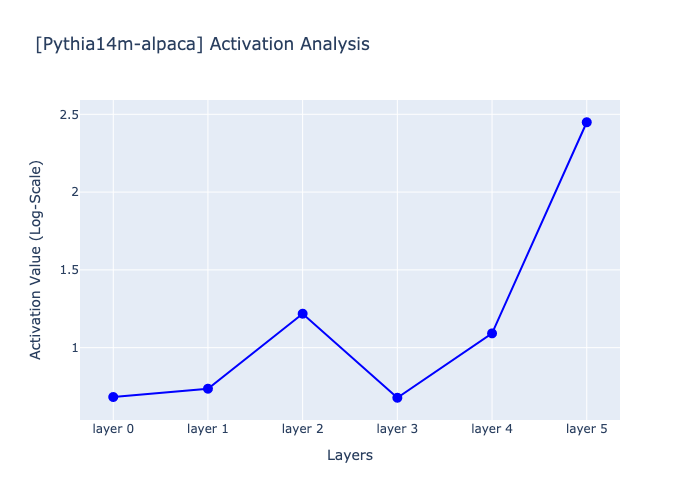 [Pythia14m-alpaca] Activation Analysis
Activation Value (Log-Scale)
2.5
2
1.5
1
layer 0
layer 1
layer 2
layer 3
layer 4
layer 5
Layers